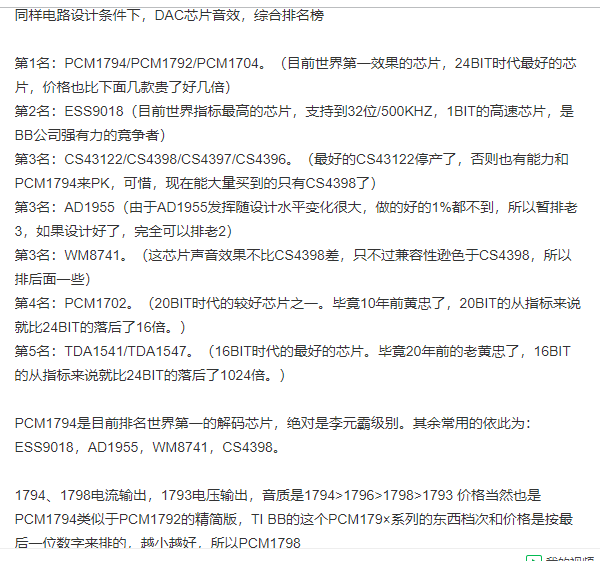 同样电路设计条件下，DAC芯片音效，综合排名榜
第1名：PCM1794/PCM1792/PCM1704。（目前世界第一效果的芯片，24BIT时代最好的芯
片，价格也比下面几款贵了好几倍）
第2名：ESS9018（目前世界指标最高的芯片，支持到32位/500KHZ，1BIT的高速芯片，是
BB公司强有力的竞争者）
第3名：CS43122/CS4398/CS4397/CS4396。（最好的CS43122停产了，否则也有能力和
PCM1794来PK，可惜，现在能大量买到的只有CS4398了）
第3名：AD1955（由于AD1955发挥随设计水平变化很大，做的好的1%都不到，所以暂排老
3，如果设计好了，完全可以排老2）
第3名：WM8741。（这芯片声音效果不比CS4398差，只不过兼容性逊色于CS4398，所以
排后面一些）
第4名：PCM1702。（20BIT时代的较好芯片之一。毕竟10年前黄忠了，20BIT的从指标来说
就比24BIT的落后了16倍。）
第5名：TDA1541/TDA1547。（16BIT时代的最好的芯片。毕竟20年前的老黄忠了，16BIT
的从指标来说就比24BIT的落后了1024倍。）
PCM1794是目前排名世界第一的解码芯片，绝对是李元霸级别。其余常用的依此为：
ESS9018，AD1955，WM8741，CS4398。
1794、1798电流输出，1793电压输出，音质是1794>1796>1798>1793 价格当然也是
PCM1794类似于PCM1792的精简版，TI BB的这个PCM179×系列的东西档次和价格是按最
后一位数字来排的，越小越好，所以PCM1798
我的视频